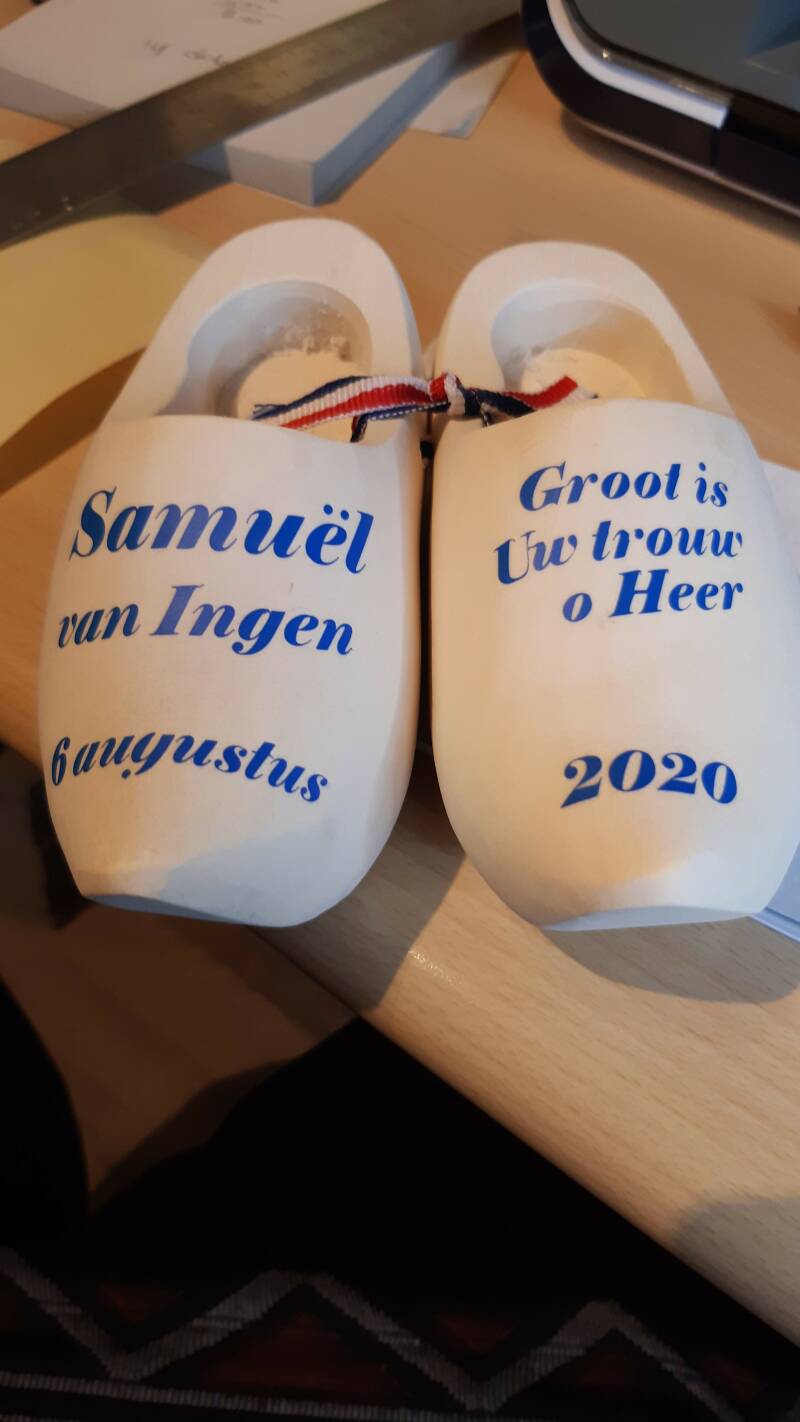 Samuël
van Ingen
6 augustus
Groot is
Uw trouw
o Heer
2020